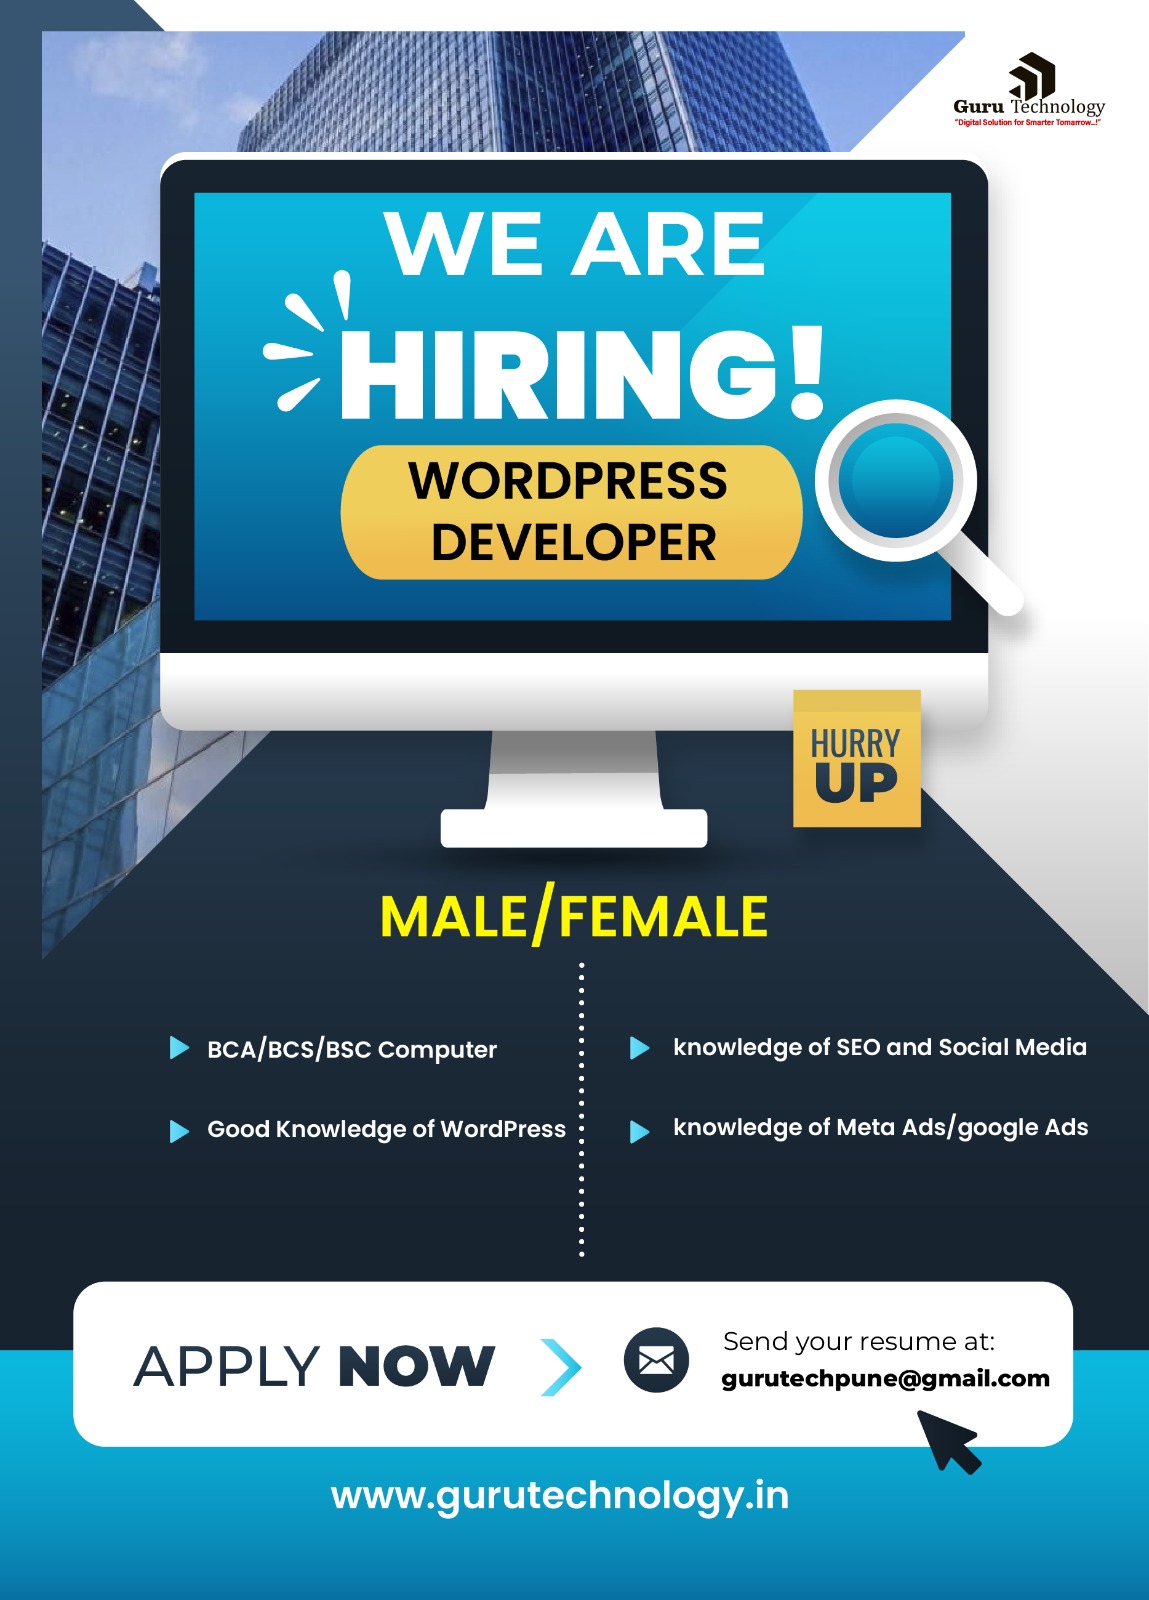 Guru Technology
"Digital Solution for Smarter Tomarrow...!"
WE ARE
HIRING!
WORDPRESS
DEVELOPER
HURRY
UP
MALE/FEMALE
BCA/BCS/BSC Computer
Good Knowledge of WordPress
knowledge of SEO and Social Media
knowledge of Meta Ads/google Ads
APPLY NOW
Send your resume at:
gurutechpune@gmail.com
www.gurutechnology.in